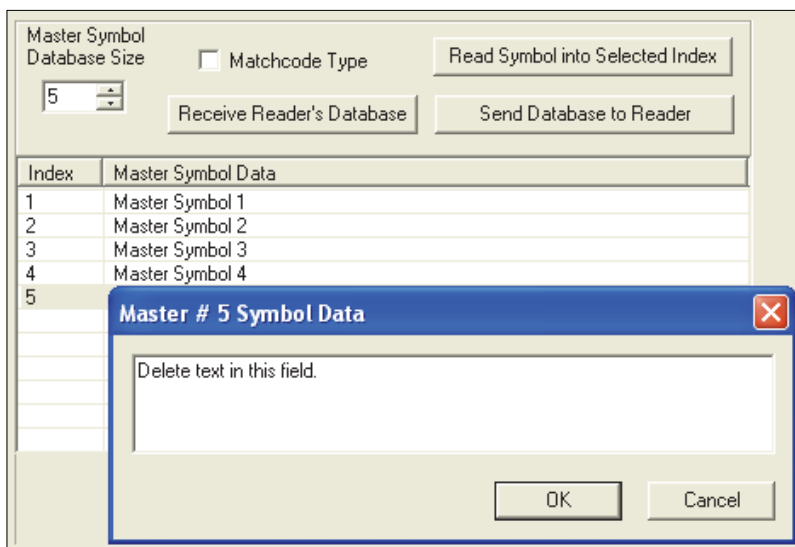 Master Symbol
Database Size
Matchcode Type
Read Symbol into Selected Index
5
Receive Reader's Database
Send Database to Reader
Index Master Symbol Data
1 Master Symbol 1
2 Master Symbol 2
3 Master Symbol 3
4 Master Symbol 4
5
Master # 5 Symbol Data
Delete text in this field.
OK Cancel